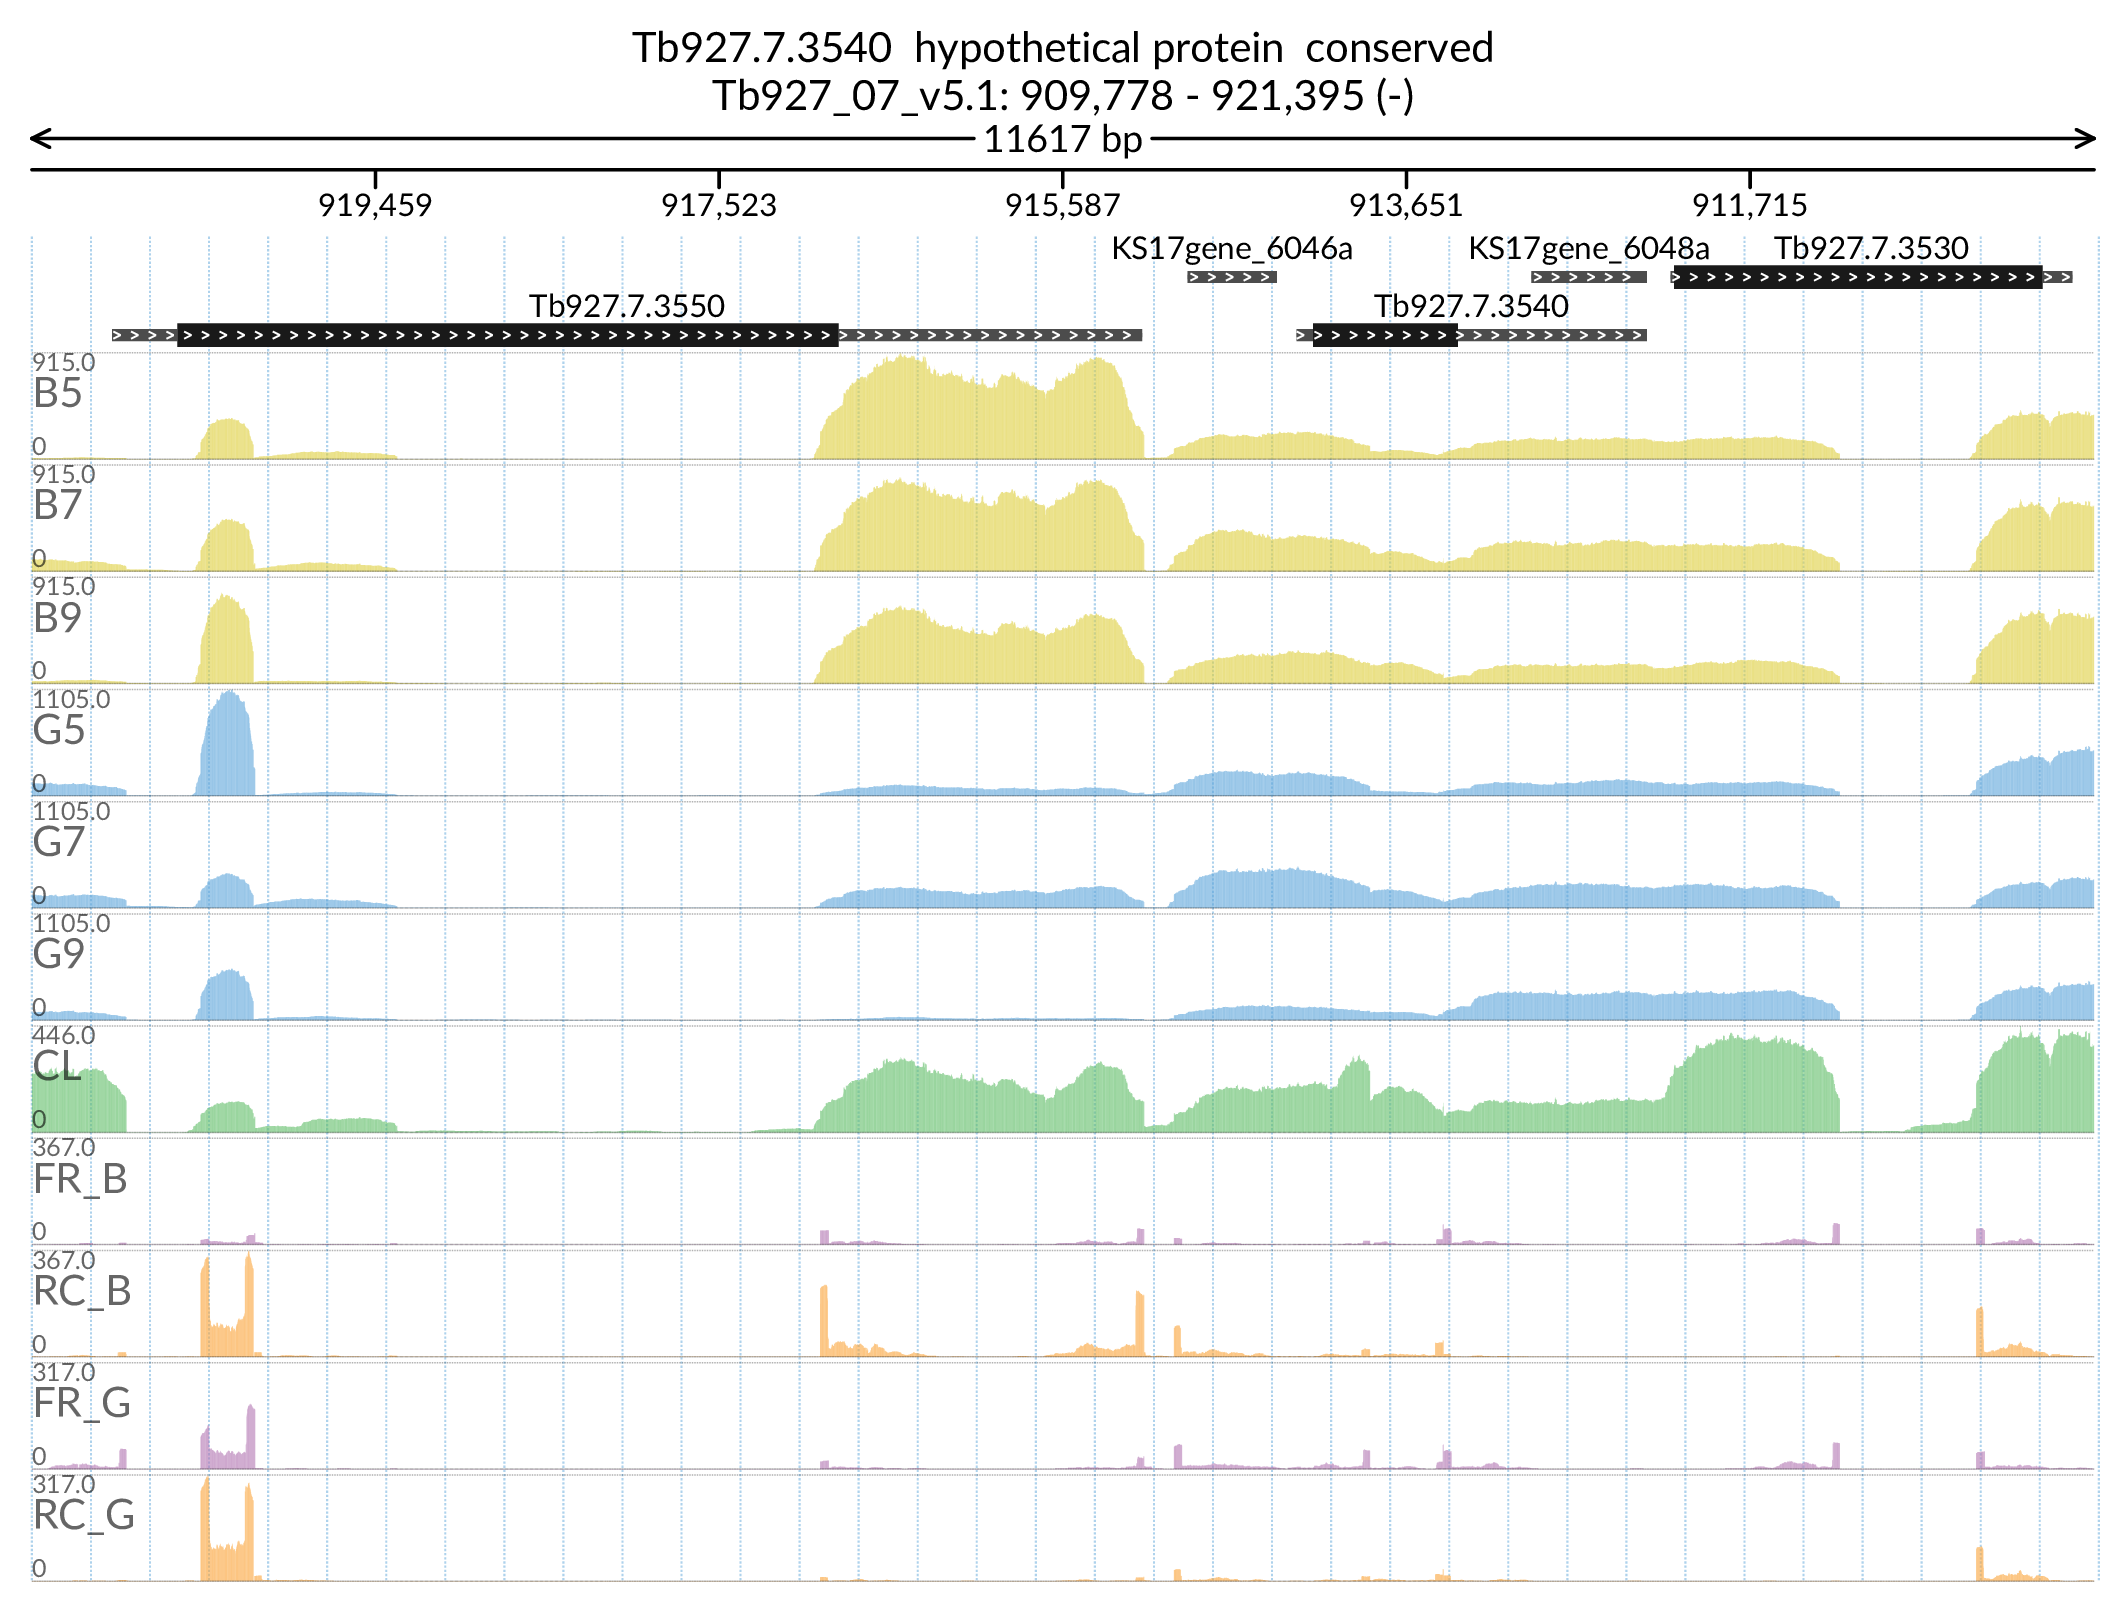 Tb927.7.3540 hypothetical protein conserved
Tb927_07_v5.1: 909,778 - 921,395 (-)
11617 bp
919,459 917,523 915,587 913,651 911,715
KS17gene_6046a KS17gene_6048a Tb927.7.3530
Tb927.7.3550 Tb927.7.3540
915.0
B5
0
915.0
B7
0
915.0
B9
0
1105.0
G5
0
1105.0
G7
0
1105.0
G9
0
446.0
CL
0
367.0
FR_B
0
367.0
RC_B
0
317.0
FR_G
0
317.0
RC_G
0